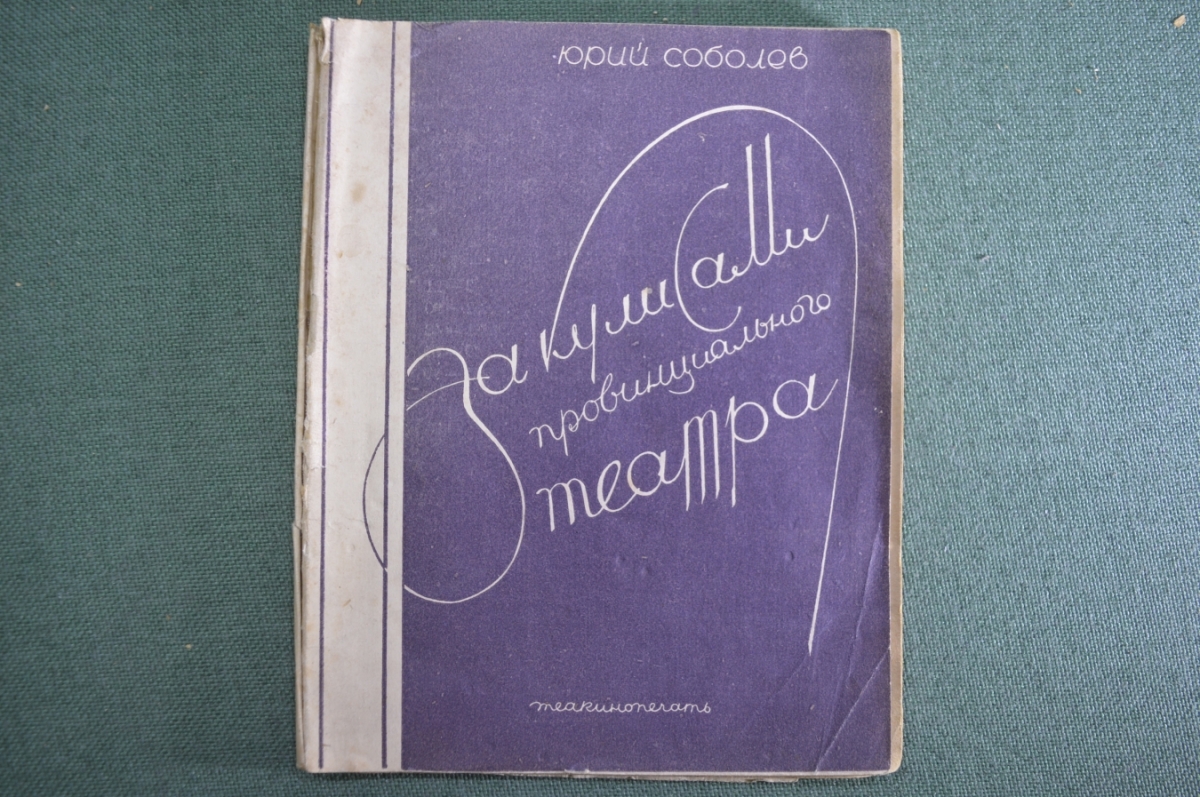 юрий соболев
За кулиСаМи
провинциального
театра
теакинопечать